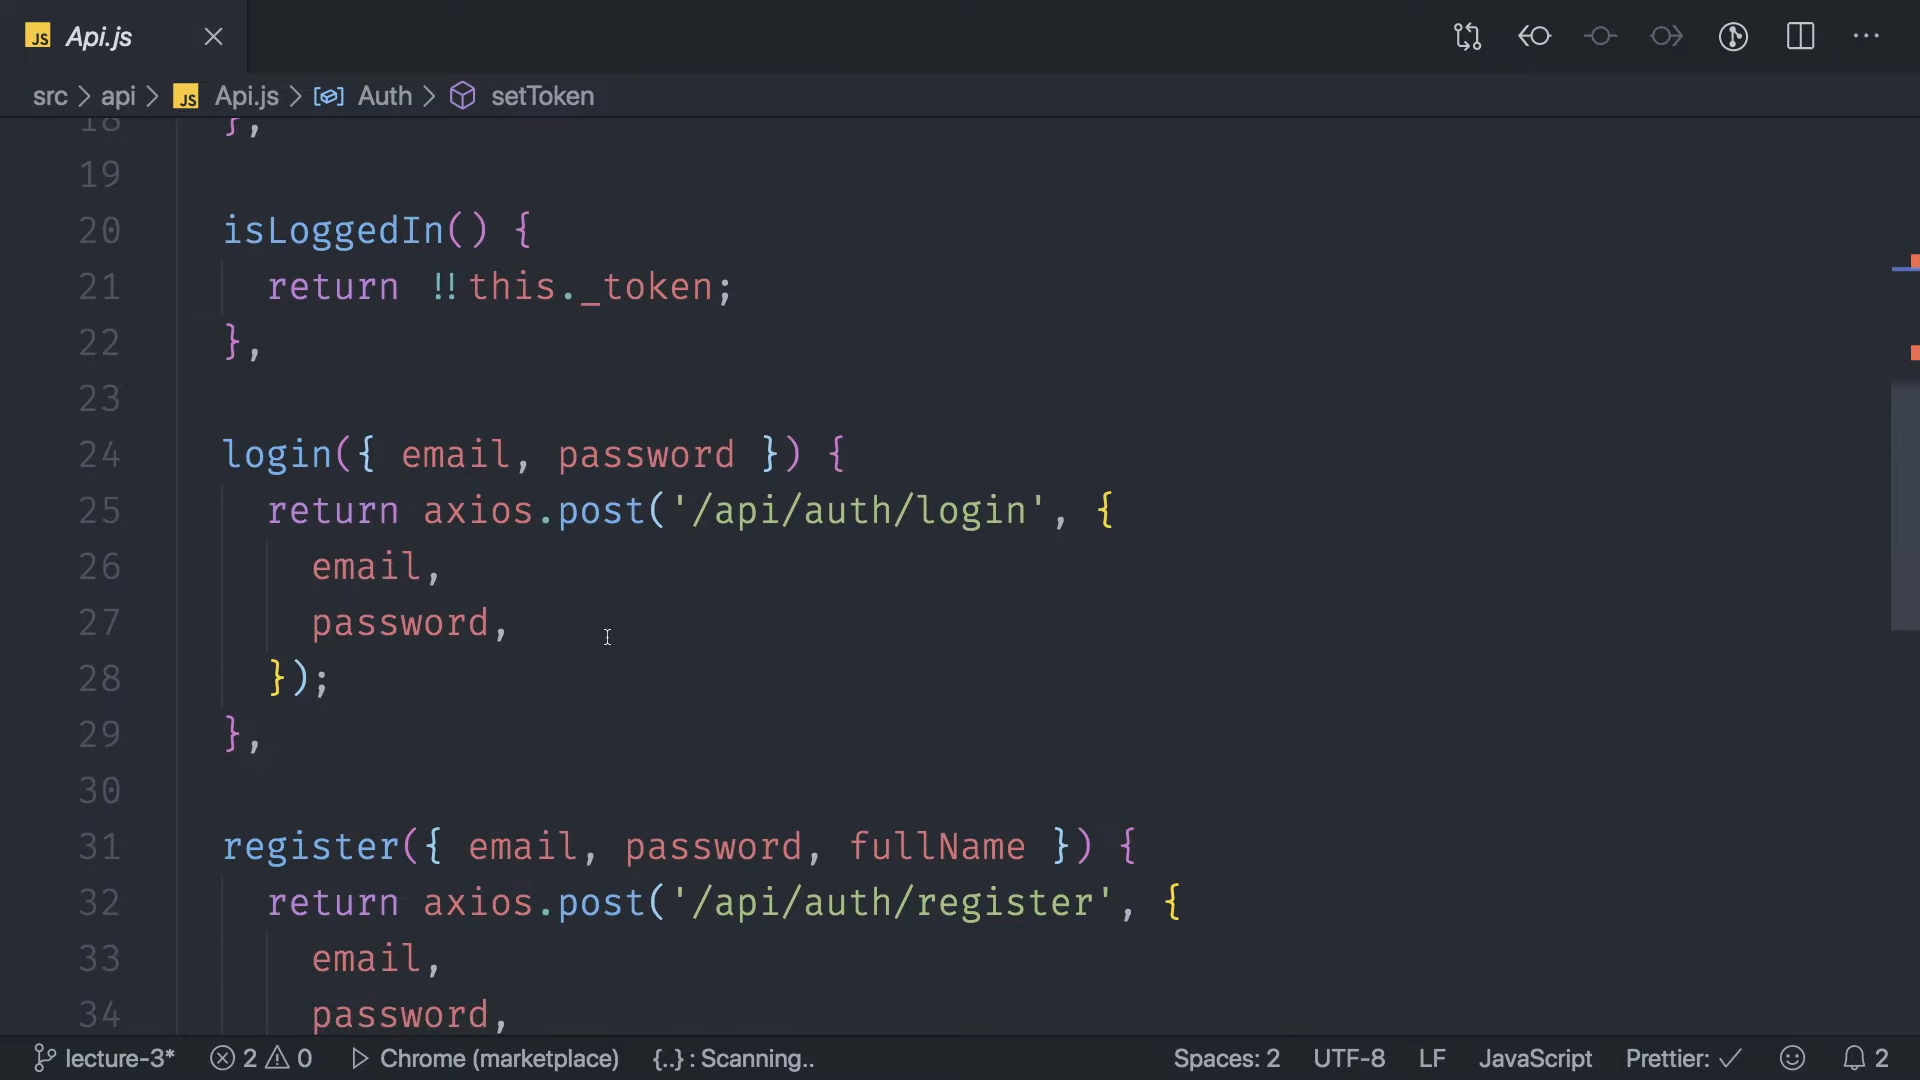 JS Api.js
src > api > JS Api.js > Auth > setToken
18 },
19
20 isLoggedIn() {
21 return !!this._token;
22 },
23
24 login({ email, password }) {
25 return axios.post('/api/auth/login', {
26 email,
27 password,
28 });
29 },
30
31 register({ email, password, fullName }) {
32 return axios.post('/api/auth/register', {
33 email,
34 password,
lecture-3* 2 0 Chrome (marketplace) {..} : Scanning.. Spaces: 2 UTF-8 LF JavaScript Prettier: ✓ 2